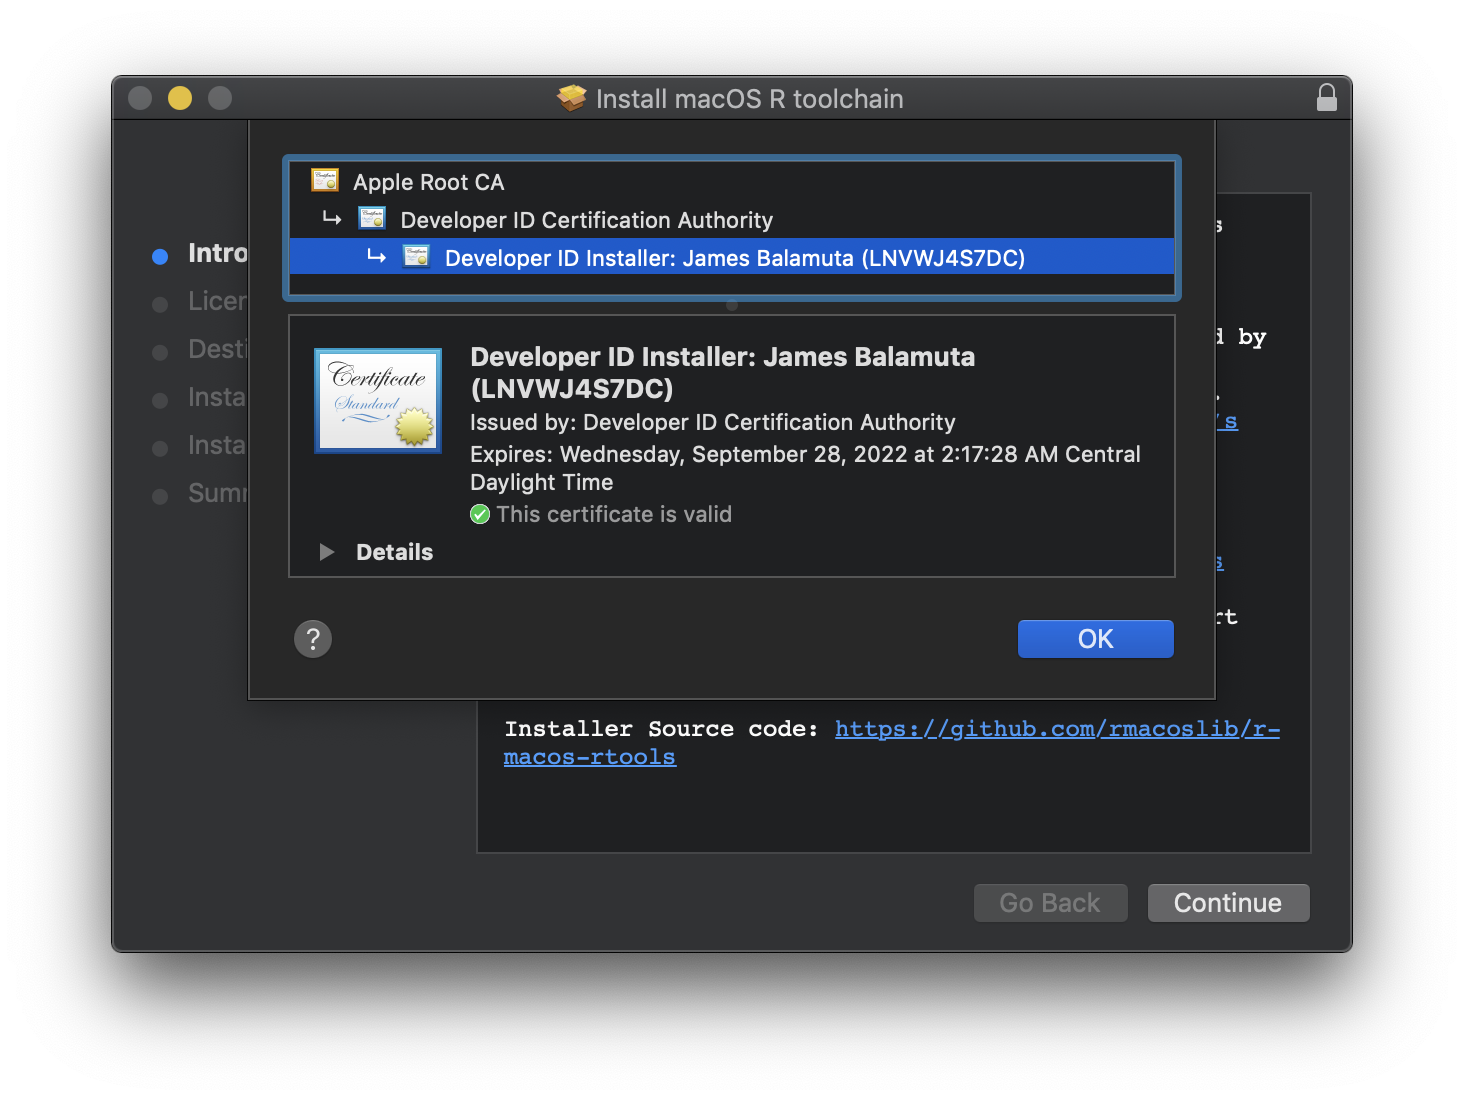 Install macOS R toolchain
Apple Root CA
Developer ID Certification Authority
Developer ID Installer: James Balamuta (LNVWJ4S7DC)
Certificate
Standard
Developer ID Installer: James Balamuta
(LNVWJ4S7DC)
Issued by: Developer ID Certification Authority
Expires: Wednesday, September 28, 2022 at 2:17:28 AM Central
Daylight Time
This certificate is valid
Details
?
OK
Intro
Licen
Desti
Insta
Insta
Summ
s
d by
.
's
s
rt
Installer Source code: https://github.com/rmacoslib/r-
macos-rtools
Go Back
Continue